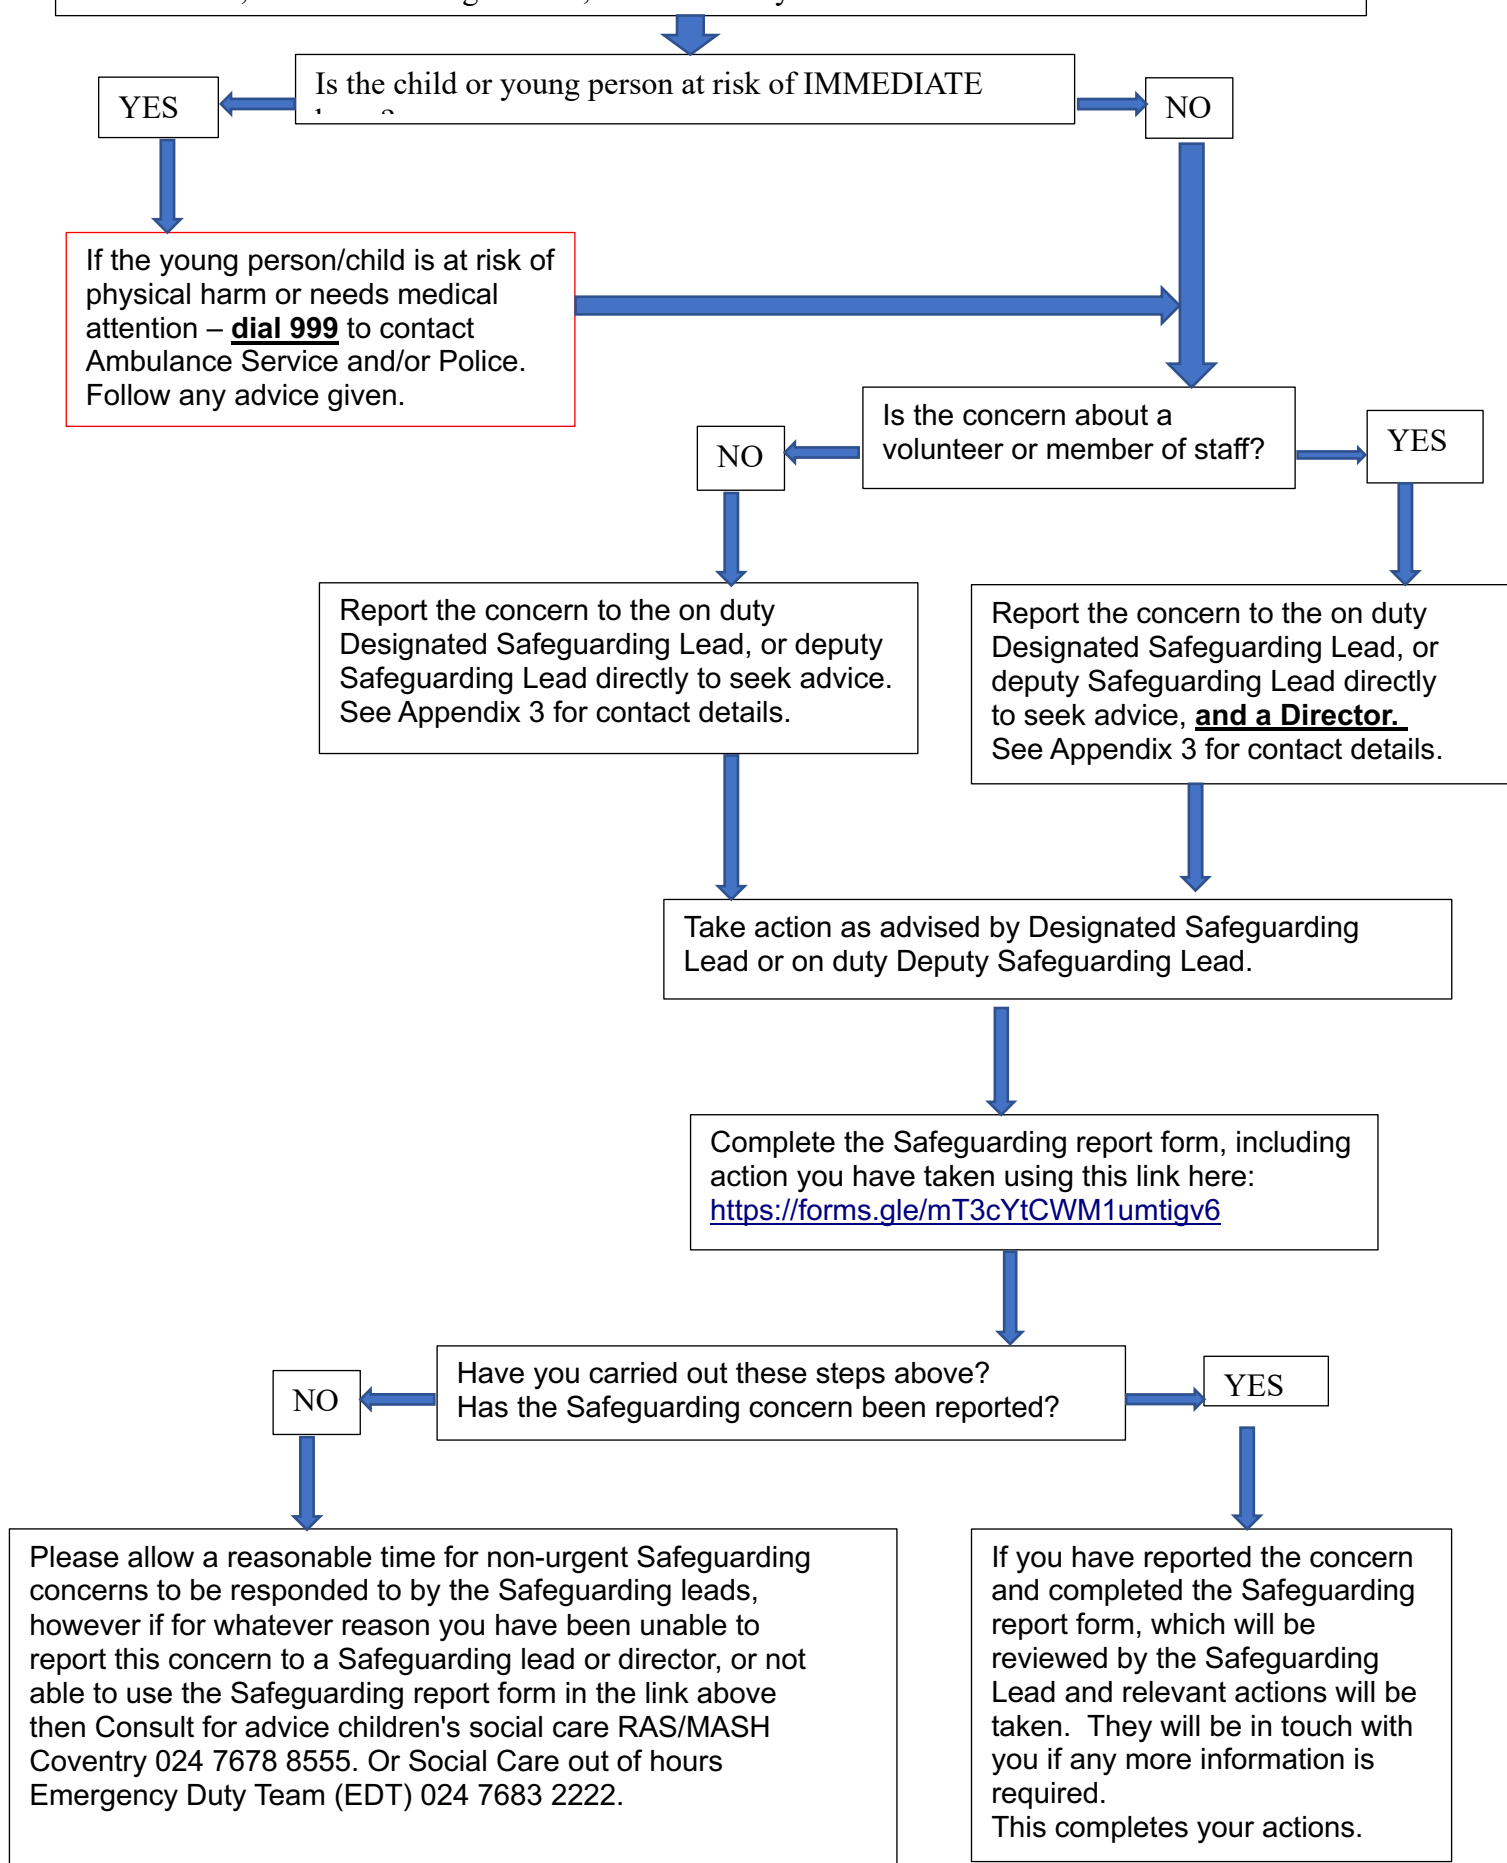 Is the child or young person at risk of IMMEDIATE
YES
NO
If the young person/child is at risk of
physical harm or needs medical
attention – dial 999 to contact
Ambulance Service and/or Police.
Follow any advice given.
Is the concern about a
volunteer or member of staff?
NO
YES
Report the concern to the on duty
Designated Safeguarding Lead, or deputy
Safeguarding Lead directly to seek advice.
See Appendix 3 for contact details.
Report the concern to the on duty
Designated Safeguarding Lead, or
deputy Safeguarding Lead directly
to seek advice, and a Director.
See Appendix 3 for contact details.
Take action as advised by Designated Safeguarding
Lead or on duty Deputy Safeguarding Lead.
Complete the Safeguarding report form, including
action you have taken using this link here:
https://forms.gle/mT3cYtCWM1umtigv6
Have you carried out these steps above?
Has the Safeguarding concern been reported?
NO
YES
Please allow a reasonable time for non-urgent Safeguarding
concerns to be responded to by the Safeguarding leads,
however if for whatever reason you have been unable to
report this concern to a Safeguarding lead or director, or not
able to use the Safeguarding report form in the link above
then Consult for advice children's social care RAS/MASH
Coventry 024 7678 8555. Or Social Care out of hours
Emergency Duty Team (EDT) 024 7683 2222.
If you have reported the concern
and completed the Safeguarding
report form, which will be
reviewed by the Safeguarding
Lead and relevant actions will be
taken. They will be in touch with
you if any more information is
required.
This completes your actions.